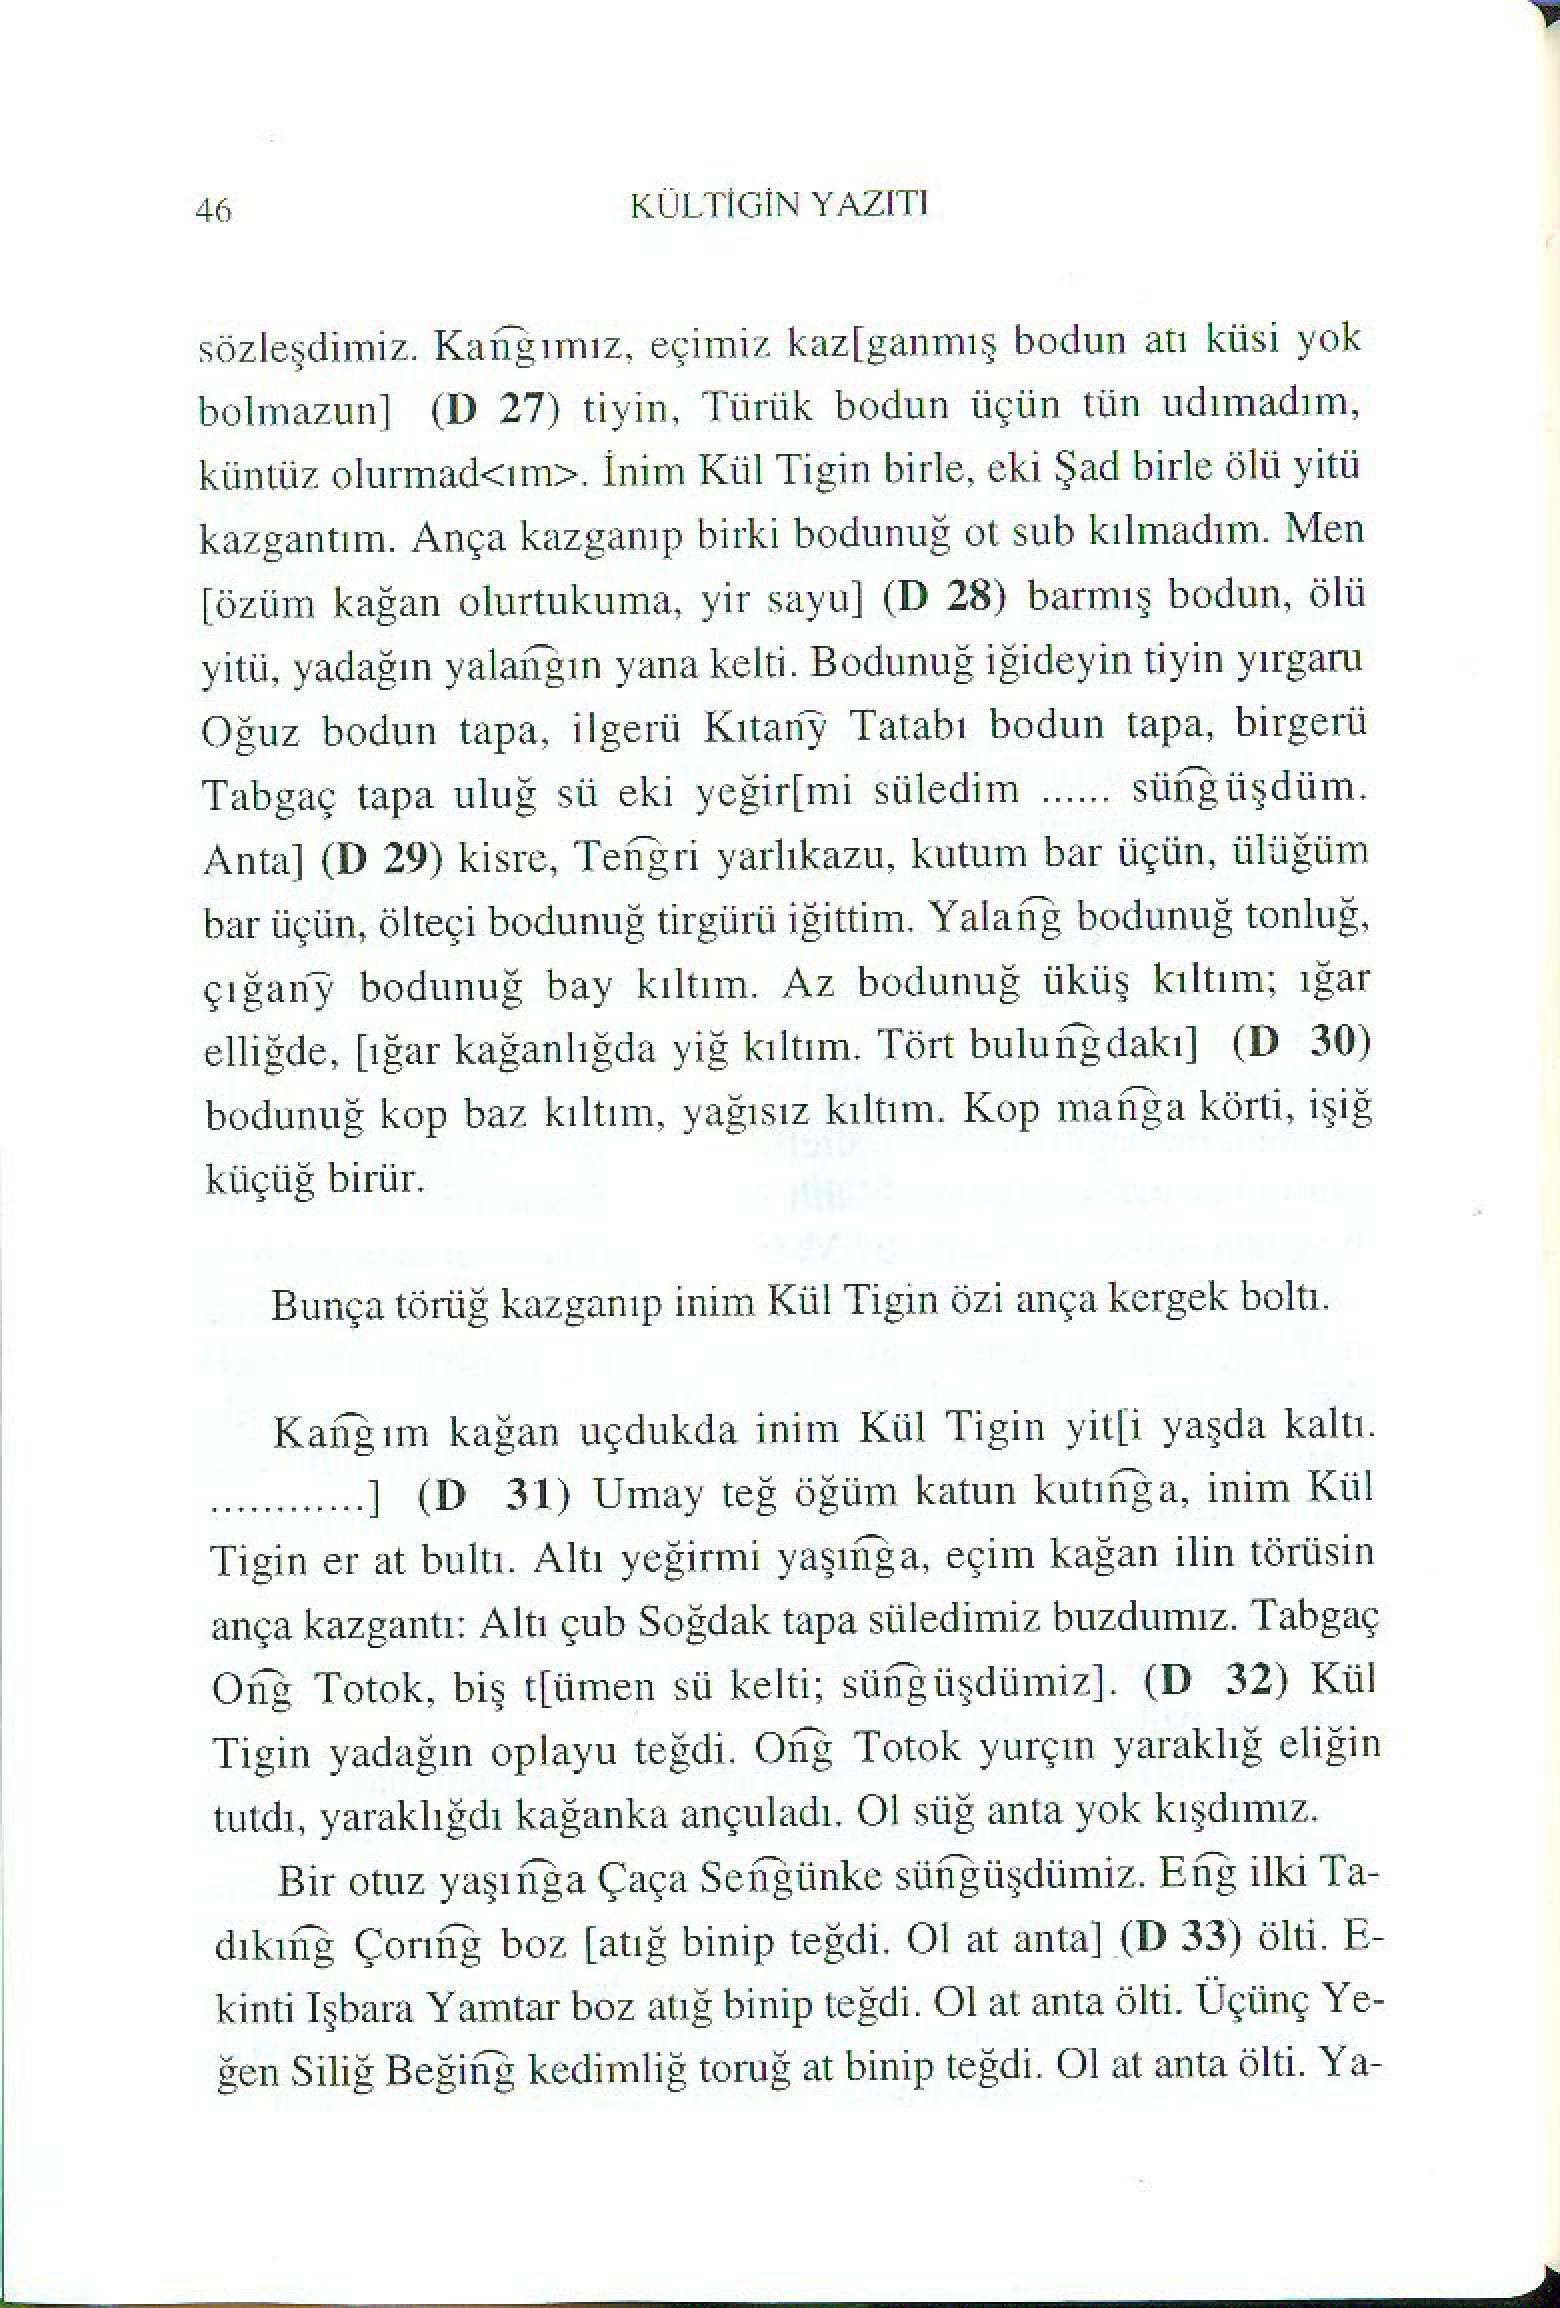 46 KÜLTİGİN YAZITI
sözleşdimiz. Kan͡gımız, eçimiz kaz[ganmış bodun atı küsi yok
bolmazun] (D 27) tiyin, Türük bodun üçün tün udımadım,
küntüz olurmad<ım>. İnim Kül Tigin birle, eki Şad birle ölü yitü
kazgantım. Ança kazganıp birki bodunuğ ot sub kılmadım. Men
[özüm kağan olurtukuma, yir sayu] (D 28) barmış bodun, ölü
yitü, yadağın yalan͡gın yana kelti. Bodunuğ iğideyin tiyin yırgaru
Oğuz bodun tapa, ilgerü Kıtan͡y Tatabı bodun tapa, birgerü
Tabgaç tapa uluğ sü eki yeğir[mi süledim ...... sün͡güşdüm.
Anta] (D 29) kisre, Ten͡gri yarlıkazu, kutum bar üçün, ülüğüm
bar üçün, ölteçi bodunuğ tirgürü iğittim. Yalan͡g bodunuğ tonluğ,
çığan͡y bodunuğ bay kıltım. Az bodunuğ üküş kıltım; ığar
elliğde, [ığar kağanlığda yiğ kıltım. Tört bulun͡gdakı] (D 30)
bodunuğ kop baz kıltım, yağısız kıltım. Kop man͡ga körti, işiğ
küçüğ birür.
Bunça törüğ kazganıp inim Kül Tigin özi ança kergek boltı.
Kan͡gım kağan uçdukda inim Kül Tigin yit[i yaşda kaltı.
............] (D 31) Umay teğ öğüm katun kutın͡ga, inim Kül
Tigin er at bultı. Altı yeğirmi yaşın͡ga, eçim kağan ilin törüsin
ança kazgantı: Altı çub Soğdak tapa süledimiz buzdumız. Tabgaç
On͡g Totok, biş t[ümen sü kelti; sün͡güşdümiz]. (D 32) Kül
Tigin yadağın oplayu teğdi. On͡g Totok yurçın yaraklığ eliğin
tutdı, yaraklığdı kağanka ançuladı. Ol süğ anta yok kışdımız.
Bir otuz yaşın͡ga Çaça Sen͡günke sün͡güşdümiz. En͡g ilki Ta-
dıkın͡g Çorın͡g boz [atığ binip teğdi. Ol at anta] (D 33) ölti. E-
kinti Işbara Yamtar boz atığ binip teğdi. Ol at anta ölti. Üçünç Ye-
ğen Siliğ Beğin͡g kedimliğ toruğ at binip teğdi. Ol at anta ölti. Ya-